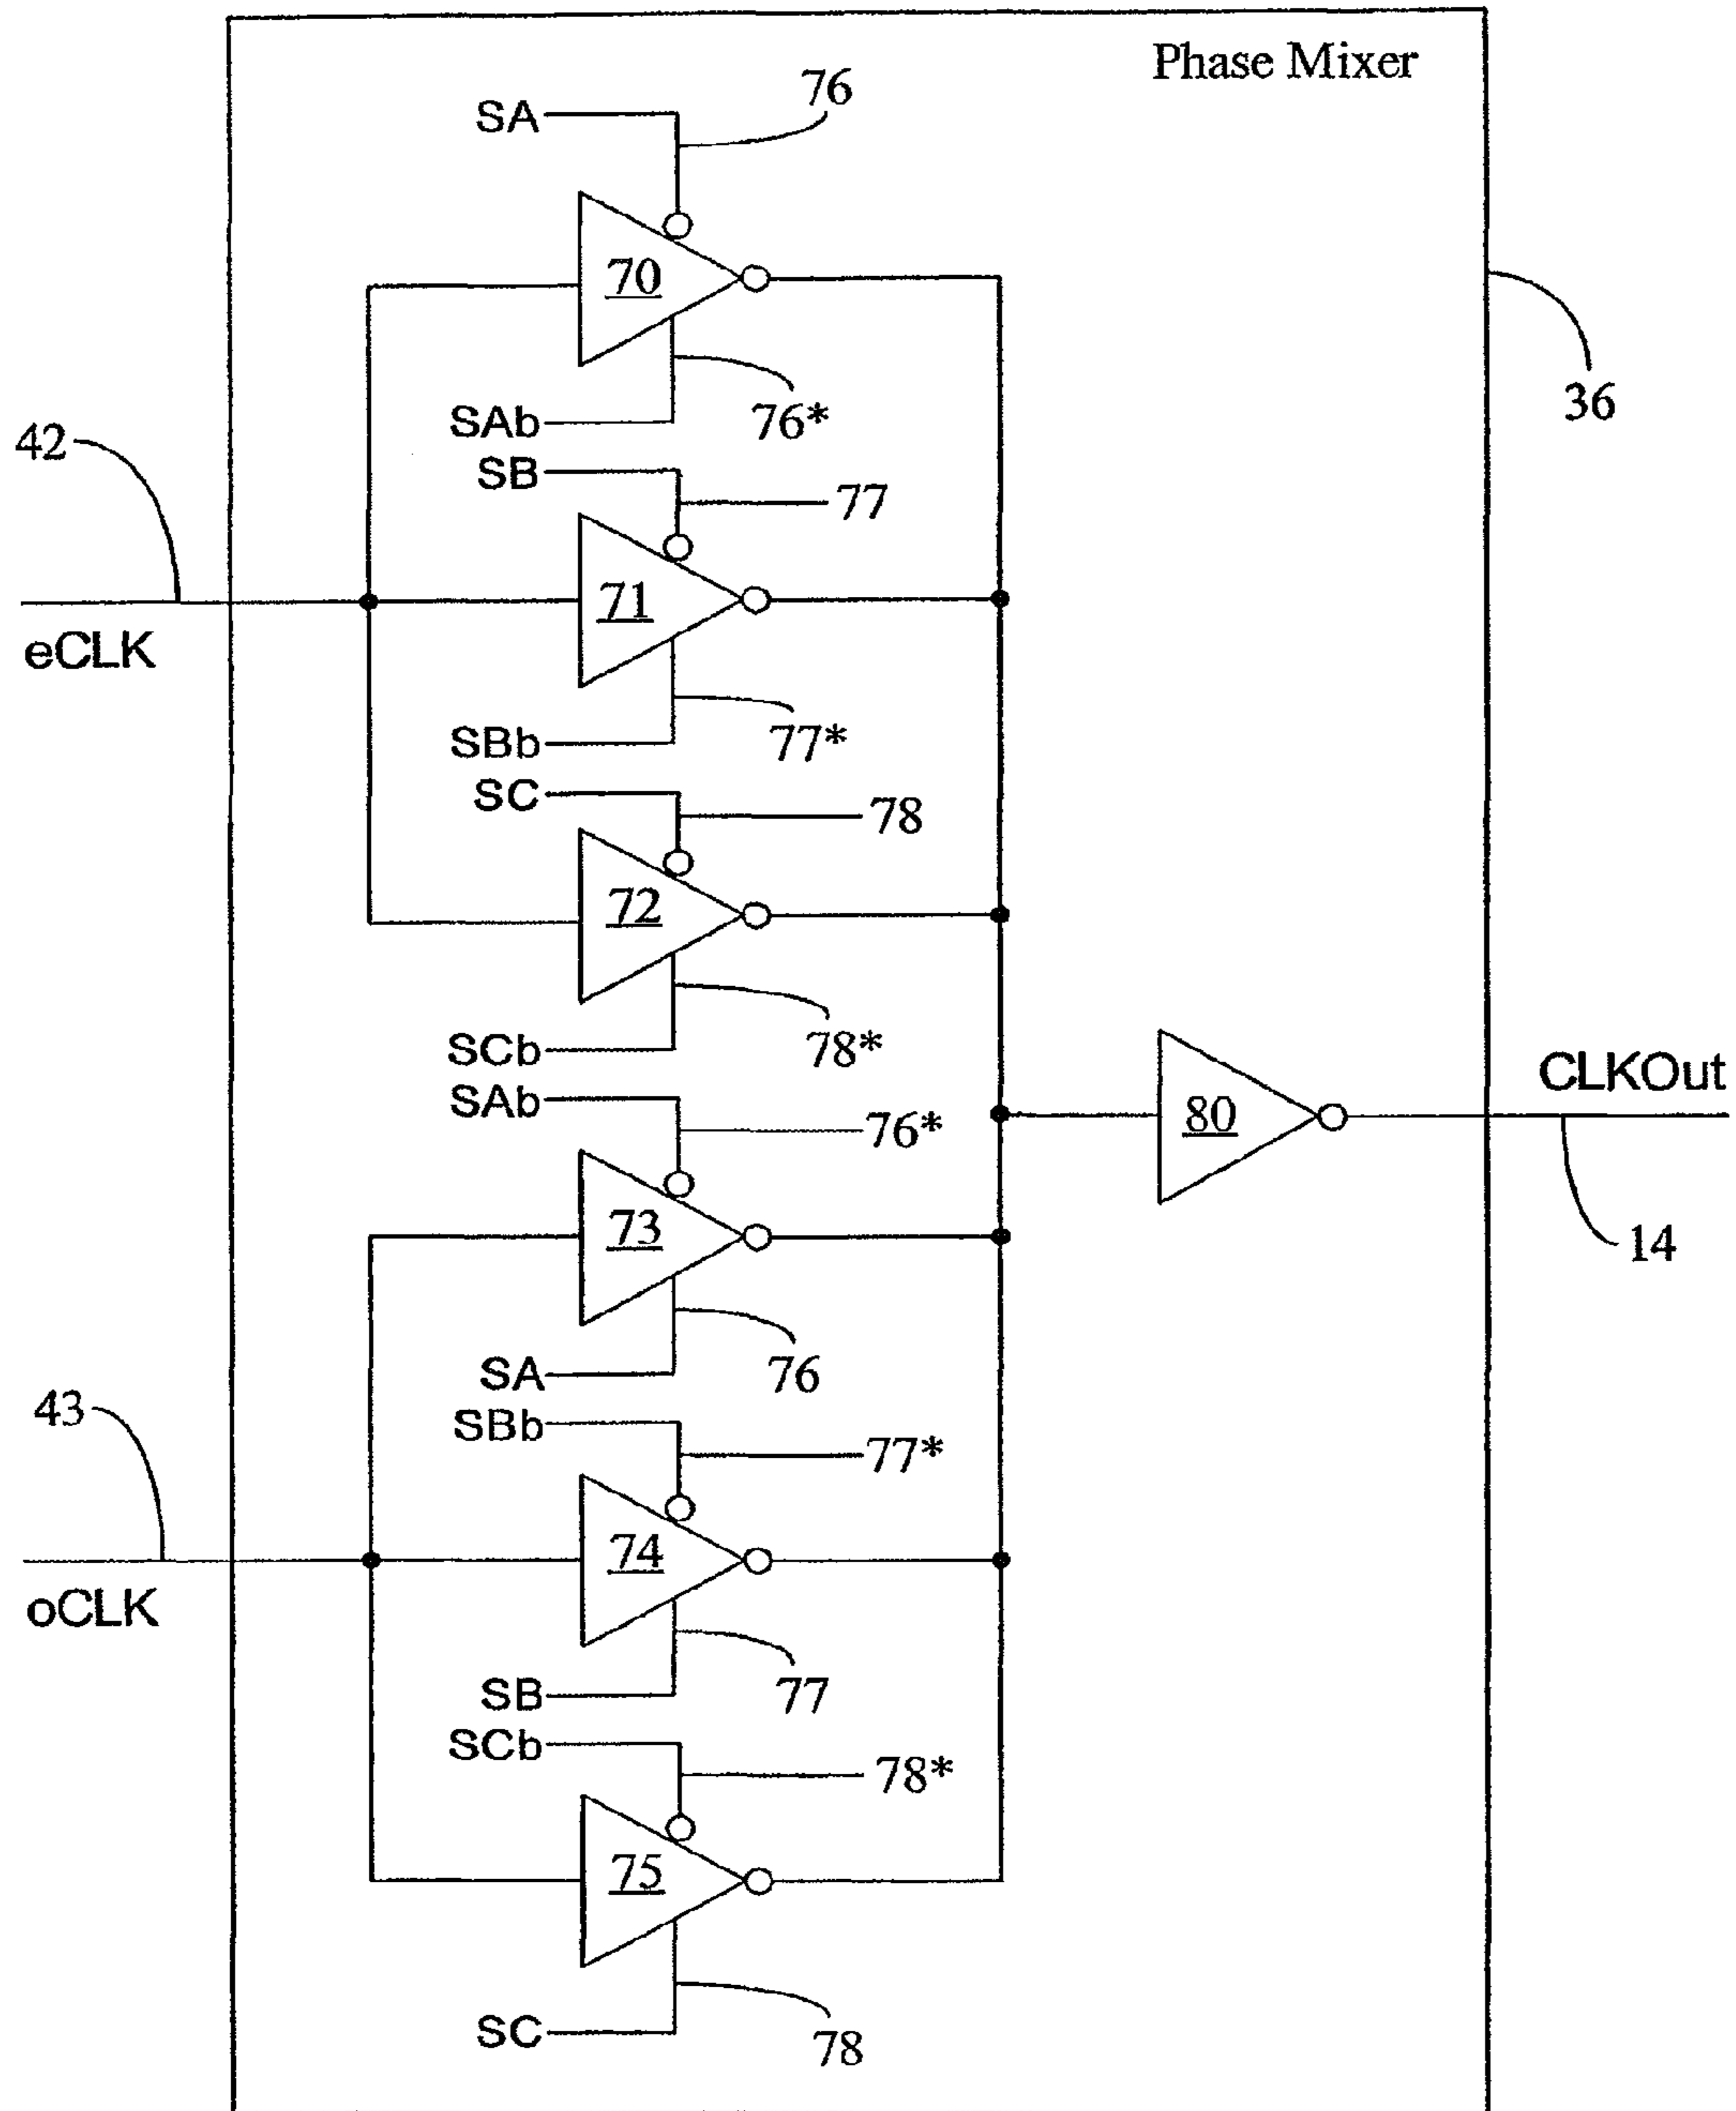 Phase Mixer
76
SA
70
36
76*
SAb
42
SB
77
71
eCLK
77*
SBb
SC
78
72
78*
SCb
CLKOut
SAb
76*
80
73
14
76
SA
43
SBb
77*
74
oCLK
77
SB
SCb
78*
75
78
SC